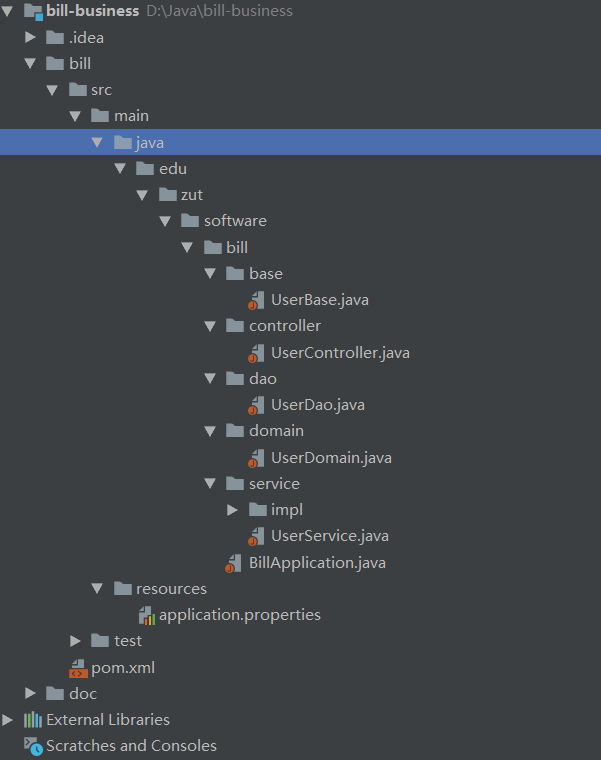 bill-business D:\Java\bill-business
.idea
bill
src
main
java
edu
zut
software
bill
base
UserBase.java
controller
UserController.java
dao
UserDao.java
domain
UserDomain.java
service
impl
UserService.java
BillApplication.java
resources
application.properties
test
pom.xml
doc
External Libraries
Scratches and Consoles